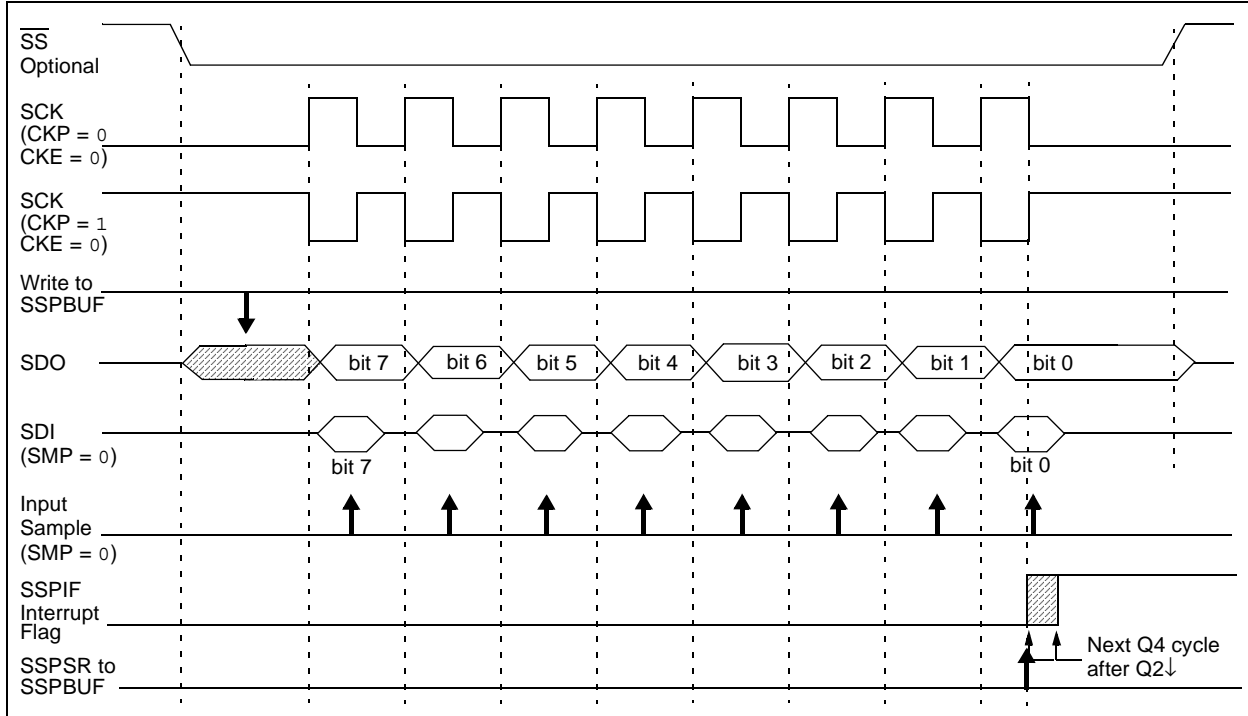 SS
Optional
SCK
(CKP = 0
CKE = 0)
SCK
(CKP = 1
CKE = 0)
Write to
SSPBUF
SDO
bit 7
bit 6
bit 5
bit 4
bit 3
bit 2
bit 1
bit 0
SDI
(SMP = 0)
bit 7
bit 0
Input
Sample
(SMP = 0)
SSPIF
Interrupt
Flag
Next Q4 cycle
after Q2↓
SSPSR to
SSPBUF